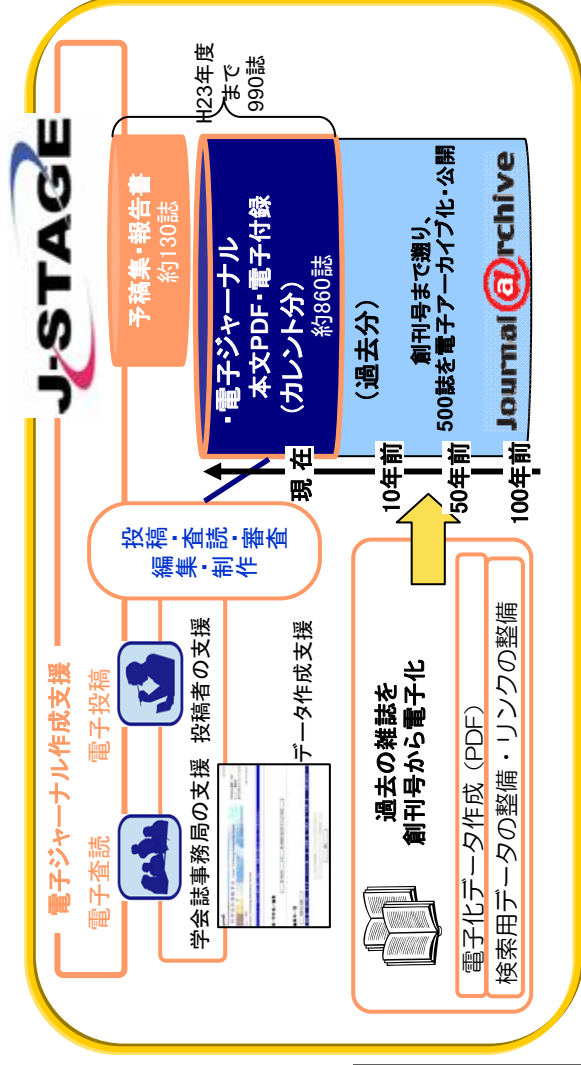 J-STAGE
電子ジャーナル作成支援
電子査読
電子投稿
学会誌事務局の支援
投稿者の支援
データ作成支援
投稿・査読・審査
編集・制作
予稿集・報告書
約130誌
H23年度
まで
990誌
・電子ジャーナル
本文PDF・電子付録
(カレント分)
約860誌
(過去分)
創刊号まで遡り、
500誌を電子アーカイブ化・公開
Journal@rchive
現 在
10年前
50年前
100年前
過去の雑誌を
創刊号から電子化
電子化データ作成(PDF)
検索用データの整備・リンクの整備